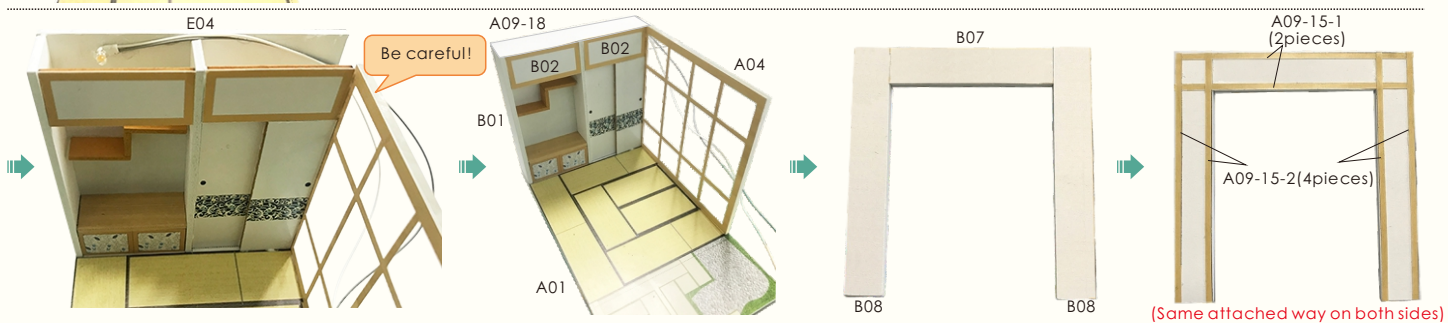 E04
Be careful!
A09-18
B02
B02
A04
B01
A01
B07
B08
B08
A09-15-1
(2pieces)
A09-15-2(4pieces)
(Same attached way on both sides)